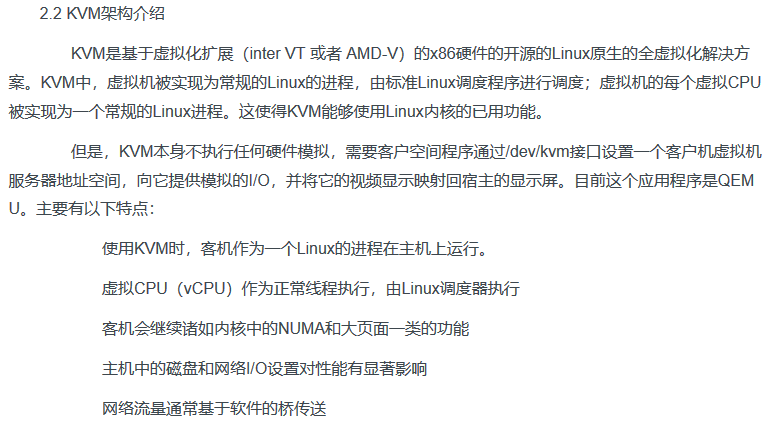 2.2 KVM架构介绍
KVM是基于虚拟化扩展（inter VT 或者 AMD-V）的x86硬件的开源的Linux原生的全虚拟化解决方
案。KVM中，虚拟机被实现为常规的Linux的进程，由标准Linux调度程序进行调度；虚拟机的每个虚拟CPU
被实现为一个常规的Linux进程。这使得KVM能够使用Linux内核的已用功能。
但是，KVM本身不执行任何硬件模拟，需要客户空间程序通过/dev/kvm接口设置一个客户机虚拟机
服务器地址空间，向它提供模拟的I/O，并将它的视频显示映射回宿主的显示屏。目前这个应用程序是QEM
U。主要有以下特点：
使用KVM时，客机作为一个Linux的进程在主机上运行。
虚拟CPU（vCPU）作为正常线程执行，由Linux调度器执行
客机会继续诸如内核中的NUMA和大页面一类的功能
主机中的磁盘和网络I/O设置对性能有显著影响
网络流量通常基于软件的桥传送